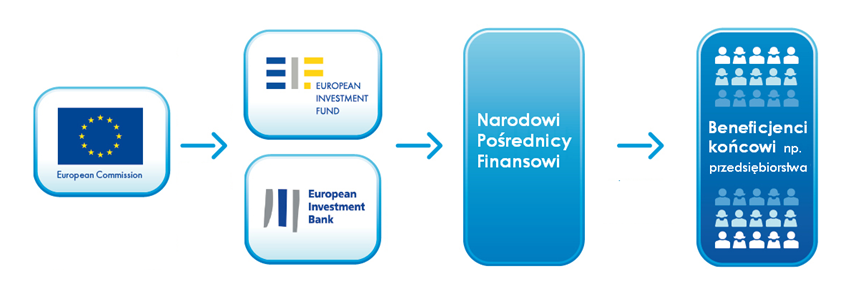 European Commission
EUROPEAN
INVESTMENT
FUND
European
Investment
Bank
Narodowi
Pośrednicy
Finansowi
Beneficjenci
końcowi np.
przedsiębiorstwa